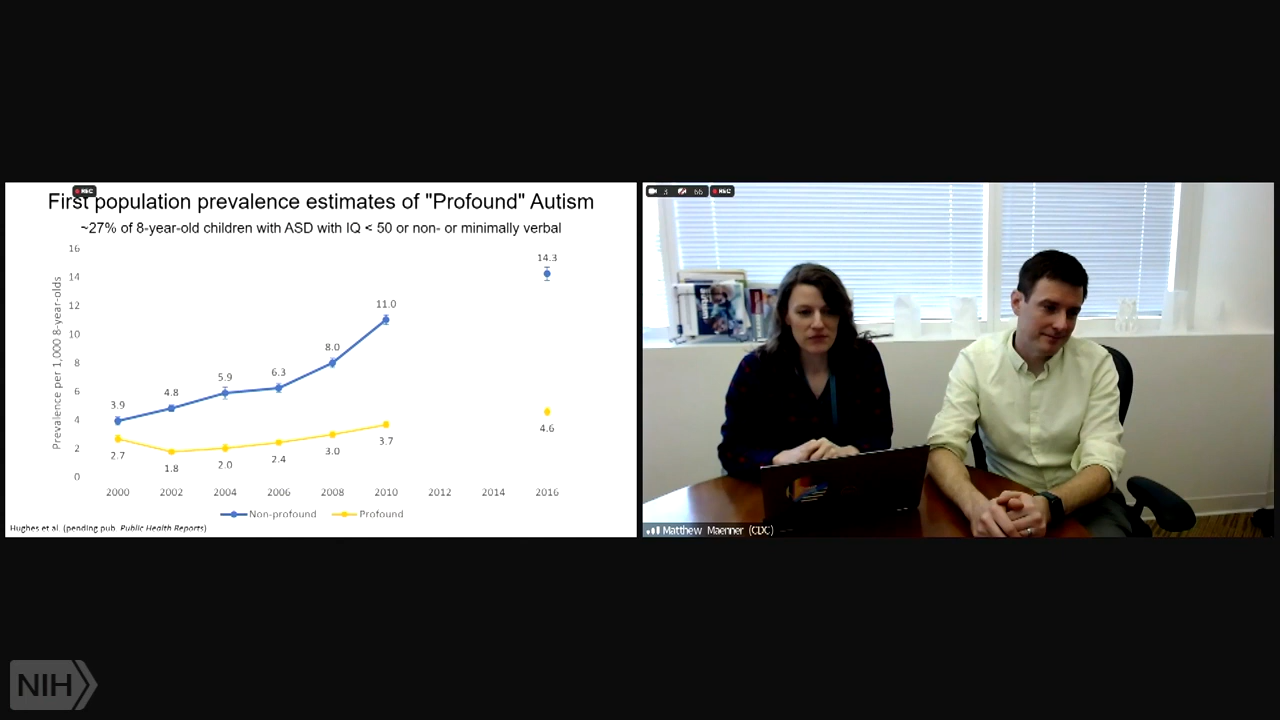 REC
First population prevalence estimates of "Profound" Autism
~27% of 8-year-old children with ASD with IQ < 50 or non- or minimally verbal
Prevalence per 1,000 8-year-olds
16
14
12
10
8
6
4
2
0
3.9
4.8
5.9
6.3
8.0
11.0
14.3
2.7
1.8
2.0
2.4
3.0
3.7
4.6
2000 2002 2004 2006 2008 2010 2012 2014 2016
Non-profound Profound
Hughes et al. (pending pub. Public Health Reports)
3 66 REC
Matthew Maenner (CDC)
NIH